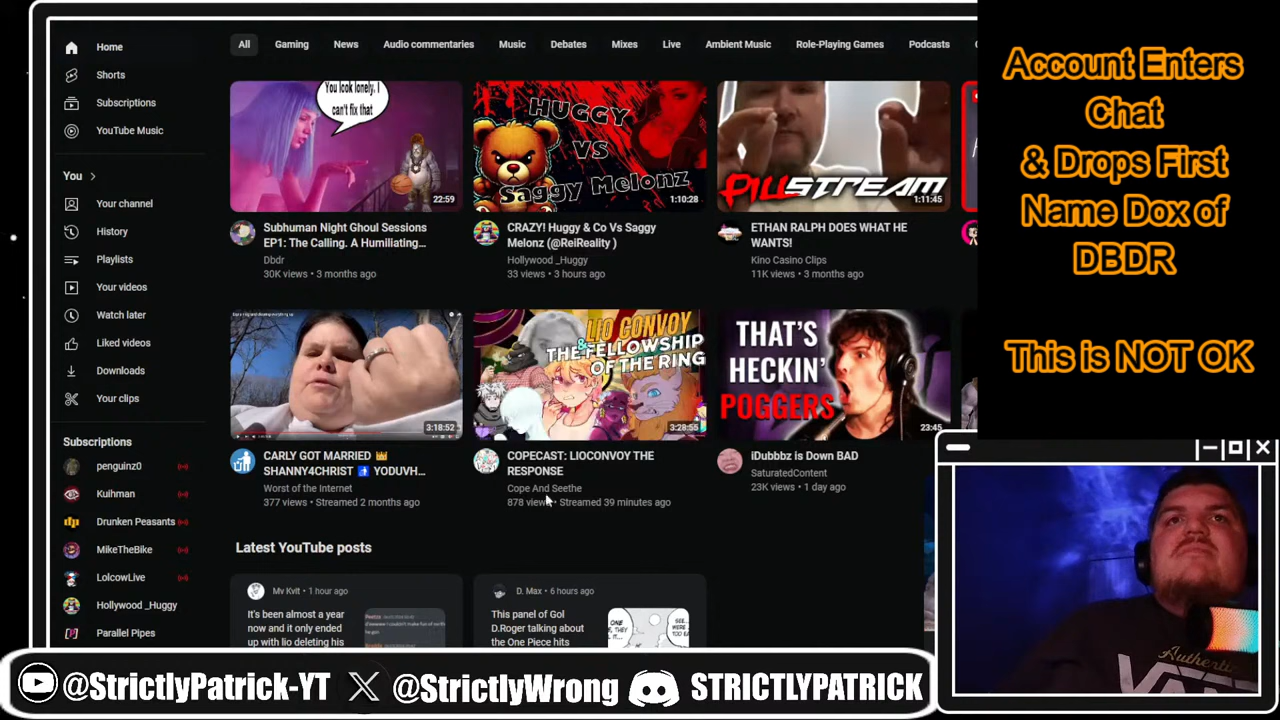 Home
Shorts
Subscriptions
YouTube Music
You
Your channel
History
Playlists
Your videos
Watch later
Liked videos
Downloads
Your clips
Subscriptions
penguinz0
Kuihman
Drunken Peasants
MikeTheBike
LolcowLive
Hollywood _Huggy
Parallel Pipes
All Gaming News Audio commentaries Music Debates Mixes Live Ambient Music Role-Playing Games Podcasts
You look lonely, I
can't fix that
22:59
Subhuman Night Ghoul Sessions
EP1: The Calling. A Humiliating...
Dbdr
30K views • 3 months ago
HUGGY
VS
Saggy Melonz
1:10:28
CRAZY! Huggy & Co Vs Saggy
Melonz (@ReiReality )
Hollywood _Huggy
33 views • 3 hours ago
PILLSTREAM
1:11:45
ETHAN RALPH DOES WHAT HE
WANTS!
Kino Casino Clips
11K views • 3 months ago
3:18:52
CARLY GOT MARRIED 👑
SHANNY4CHRIST 🚹 YODUVH...
Worst of the Internet
377 views • Streamed 2 months ago
LIO CONVOY
& THE FELLOWSHIP
OF THE RING
3:28:55
COPECAST: LIOCONVOY THE
RESPONSE
Cope And Seethe
878 views • Streamed 39 minutes ago
THAT'S
HECKIN'
POGGERS
23:45
iDubbbz is Down BAD
SaturatedContent
23K views • 1 day ago
Latest YouTube posts
Mv Kvit • 1 hour ago
It's been almost a year
now and it only ended
up with lio deleting his
D. Max • 6 hours ago
This panel of Gol
D.Roger talking about
the One Piece hits
Account Enters
Chat
& Drops First
Name Dox of
DBDR
This is NOT OK
Authentic
VANS
@StrictlyPatrick-YT @StrictlyWrong STRICTLYPATRICK